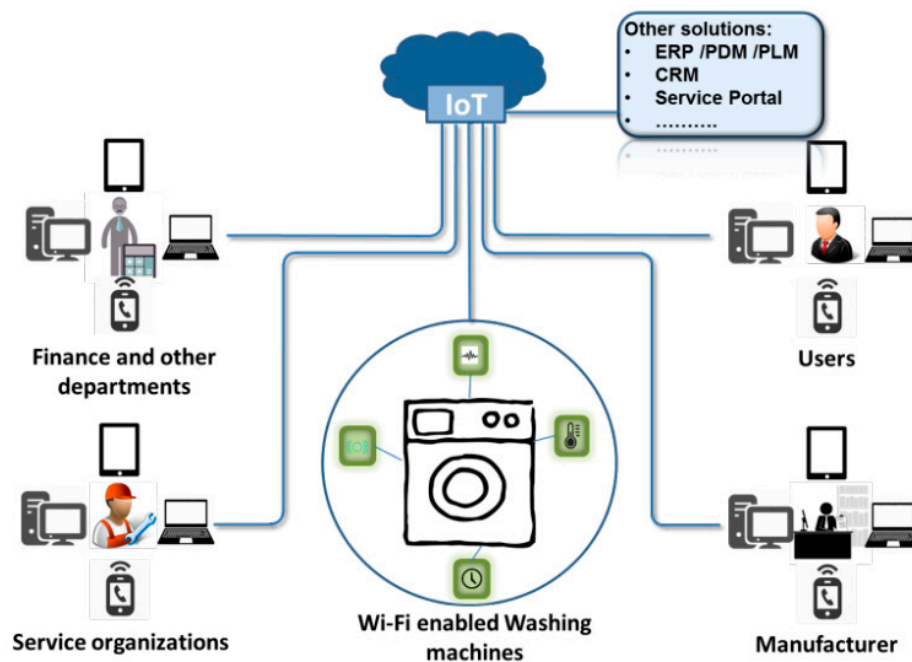 Other solutions:
• ERP /PDM /PLM
• CRM
• Service Portal
• ..........
IoT
Finance and other
departments
Users
Service organizations
Wi-Fi enabled Washing
machines
Manufacturer